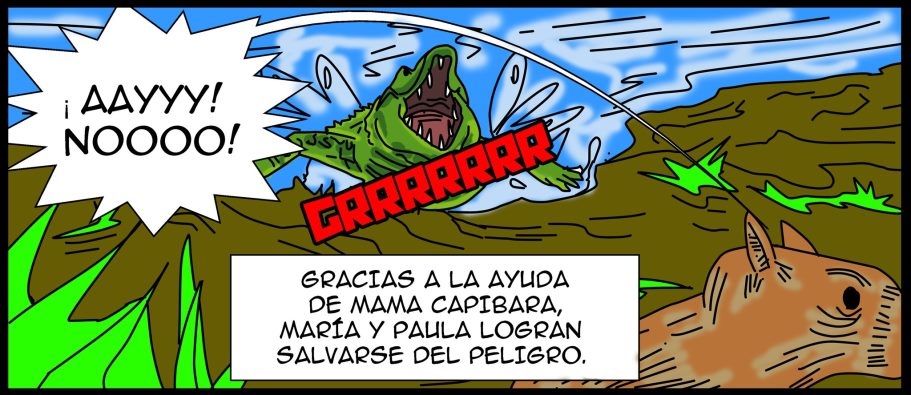 ¡ AAYYY!
NOOOO!
GRRRRRRR
GRACIAS A LA AYUDA
DE MAMA CAPIBARA,
MARÍA Y PAULA LOGRAN
SALVARSE DEL PELIGRO.